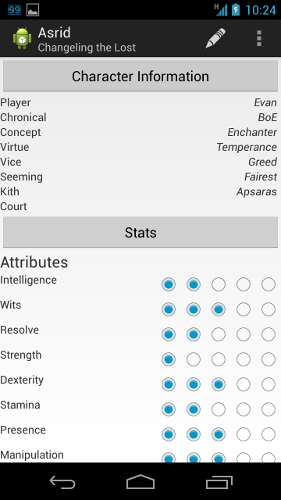 99
H
10:24
Asrid
Changeling the Lost
Character Information
Player Evan
Chronical BoE
Concept Enchanter
Virtue Temperance
Vice Greed
Seeming Fairest
Kith Apsaras
Court
Stats
Attributes
Intelligence
Wits
Resolve
Strength
Dexterity
Stamina
Presence
Manipulation